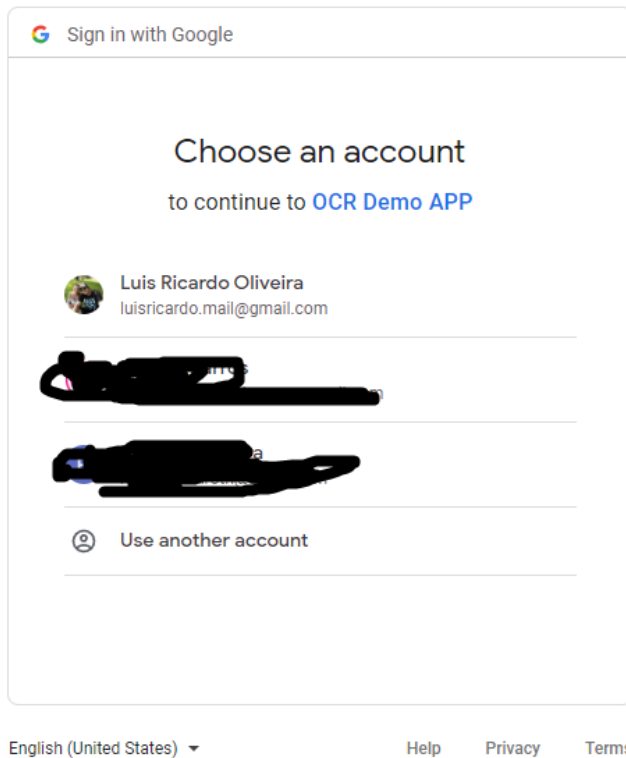 Sign in with Google
Choose an account
to continue to OCR Demo APP
Luis Ricardo Oliveira
luisricardo.mail@gmail.com
Use another account
English (United States)
Help Privacy Terms